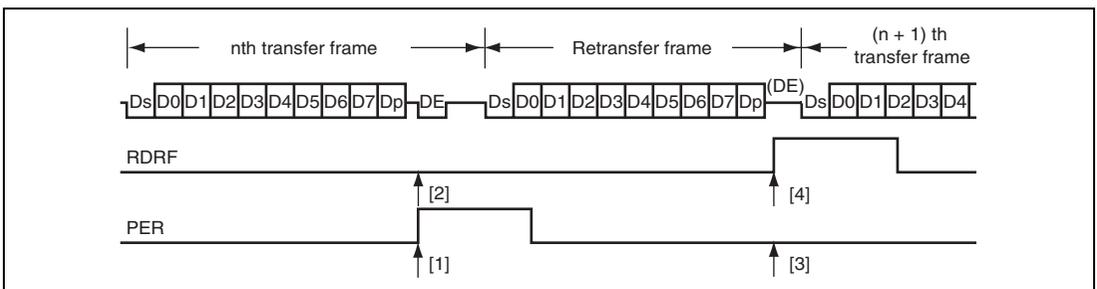 nth transfer frame
Retransfer frame
(n + 1) th
transfer frame
Ds D0 D1 D2 D3 D4 D5 D6 D7 Dp DE Ds D0 D1 D2 D3 D4 D5 D6 D7 Dp (DE) Ds D0 D1 D2 D3 D4
RDRF
[2] [4]
PER
[1] [3]